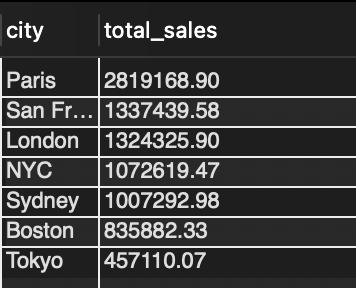 city total_sales
Paris 2819168.90
San Fr... 1337439.58
London 1324325.90
NYC 1072619.47
Sydney 1007292.98
Boston 835882.33
Tokyo 457110.07